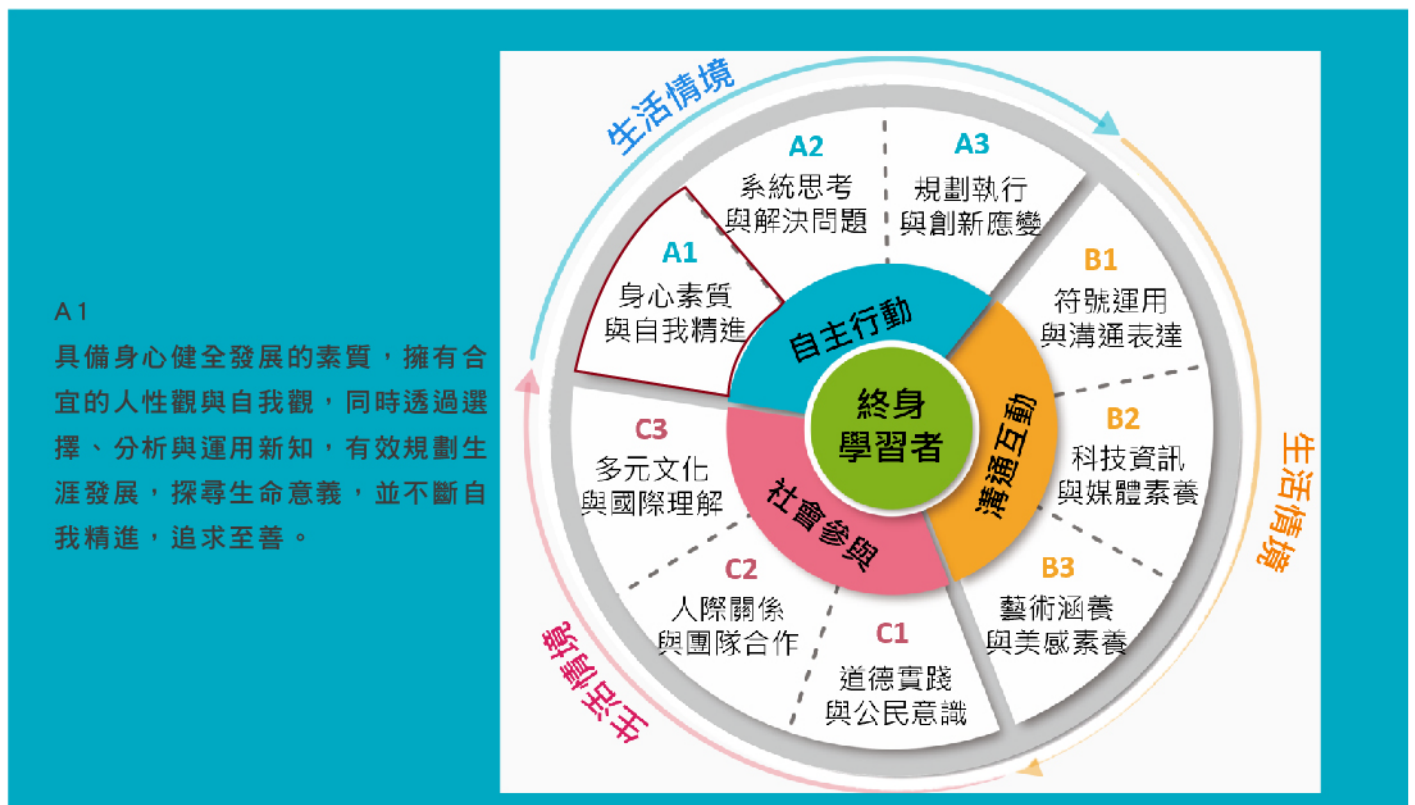 A1
具備身心健全發展的素質，擁有合
宜的人性觀與自我觀，同時透過選
擇、分析與運用新知，有效規劃生
涯發展，探尋生命意義，並不斷自
我精進，追求至善。
生活情境
A1
身心素質
與自我精進
A2
系統思考
與解決問題
A3
規劃執行
與創新應變
自主行動
生活情境
B1
符號運用
與溝通表達
B2
科技資訊
與媒體素養
B3
藝術涵養
與美感素養
溝通互動
生活情境
C1
道德實踐
與公民意識
C2
人際關係
與團隊合作
C3
多元文化
與國際理解
社會參與
終身
學習者